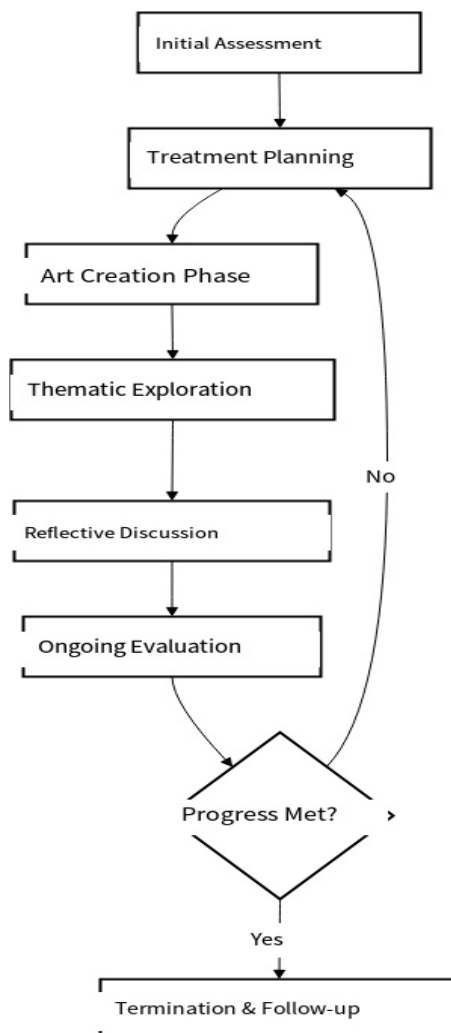 Initial Assessment
Treatment Planning
Art Creation Phase
Thematic Exploration
No
Reflective Discussion
Ongoing Evaluation
Progress Met?
Yes
Termination & Follow-up